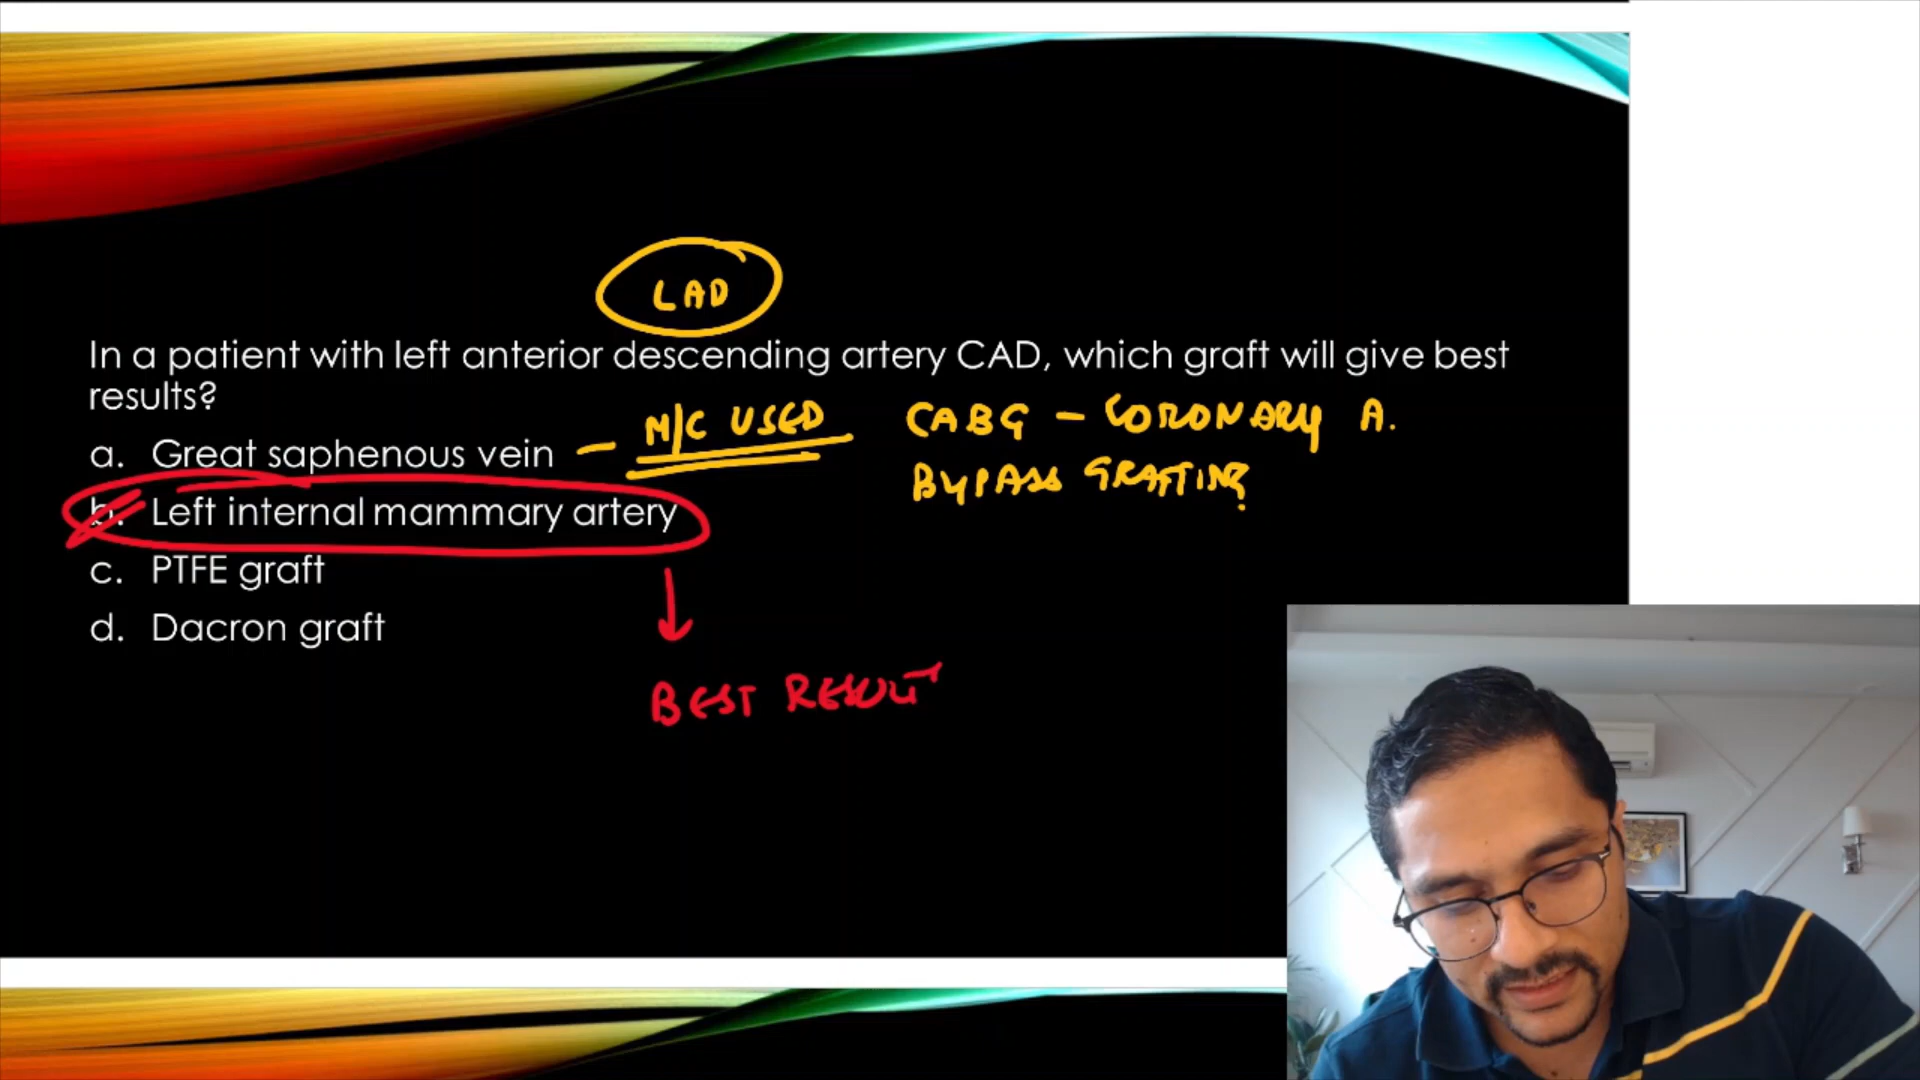 LAD
In a patient with left anterior descending artery CAD, which graft will give best
results?
a. Great saphenous vein – M/C USED
CABG – CORONARY A.
BYPASS GRAFTING
b. Left internal mammary artery
c. PTFE graft
d. Dacron graft
BEST RESULT